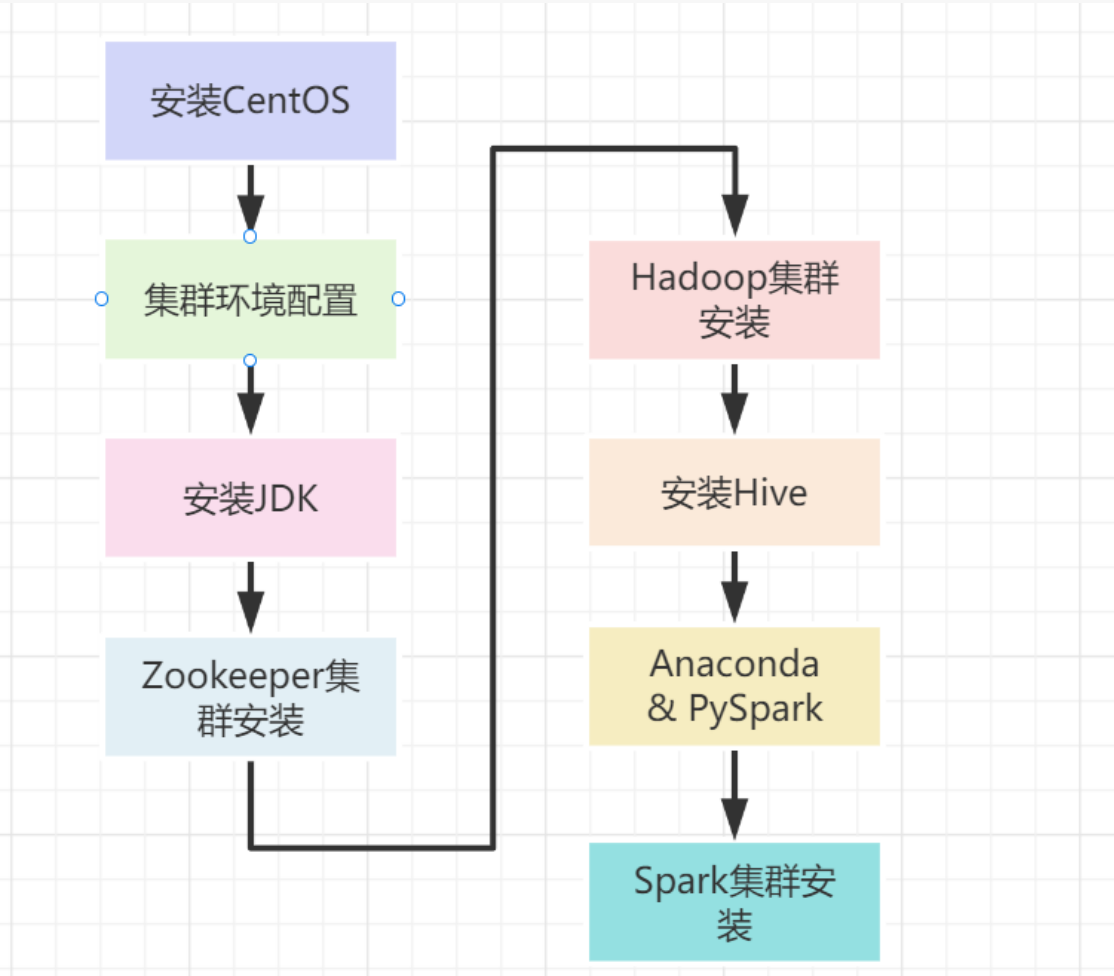 安装CentOS
集群环境配置
安装JDK
Zookeeper集
群安装
Hadoop集群
安装
安装Hive
Anaconda
& PySpark
Spark集群安
装